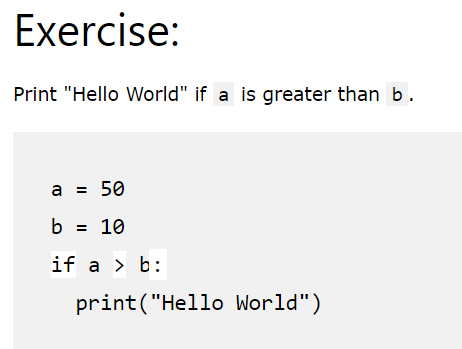 Exercise:
Print "Hello World" if a is greater than b.
a = 50
b = 10
if a > b:
  print("Hello World")